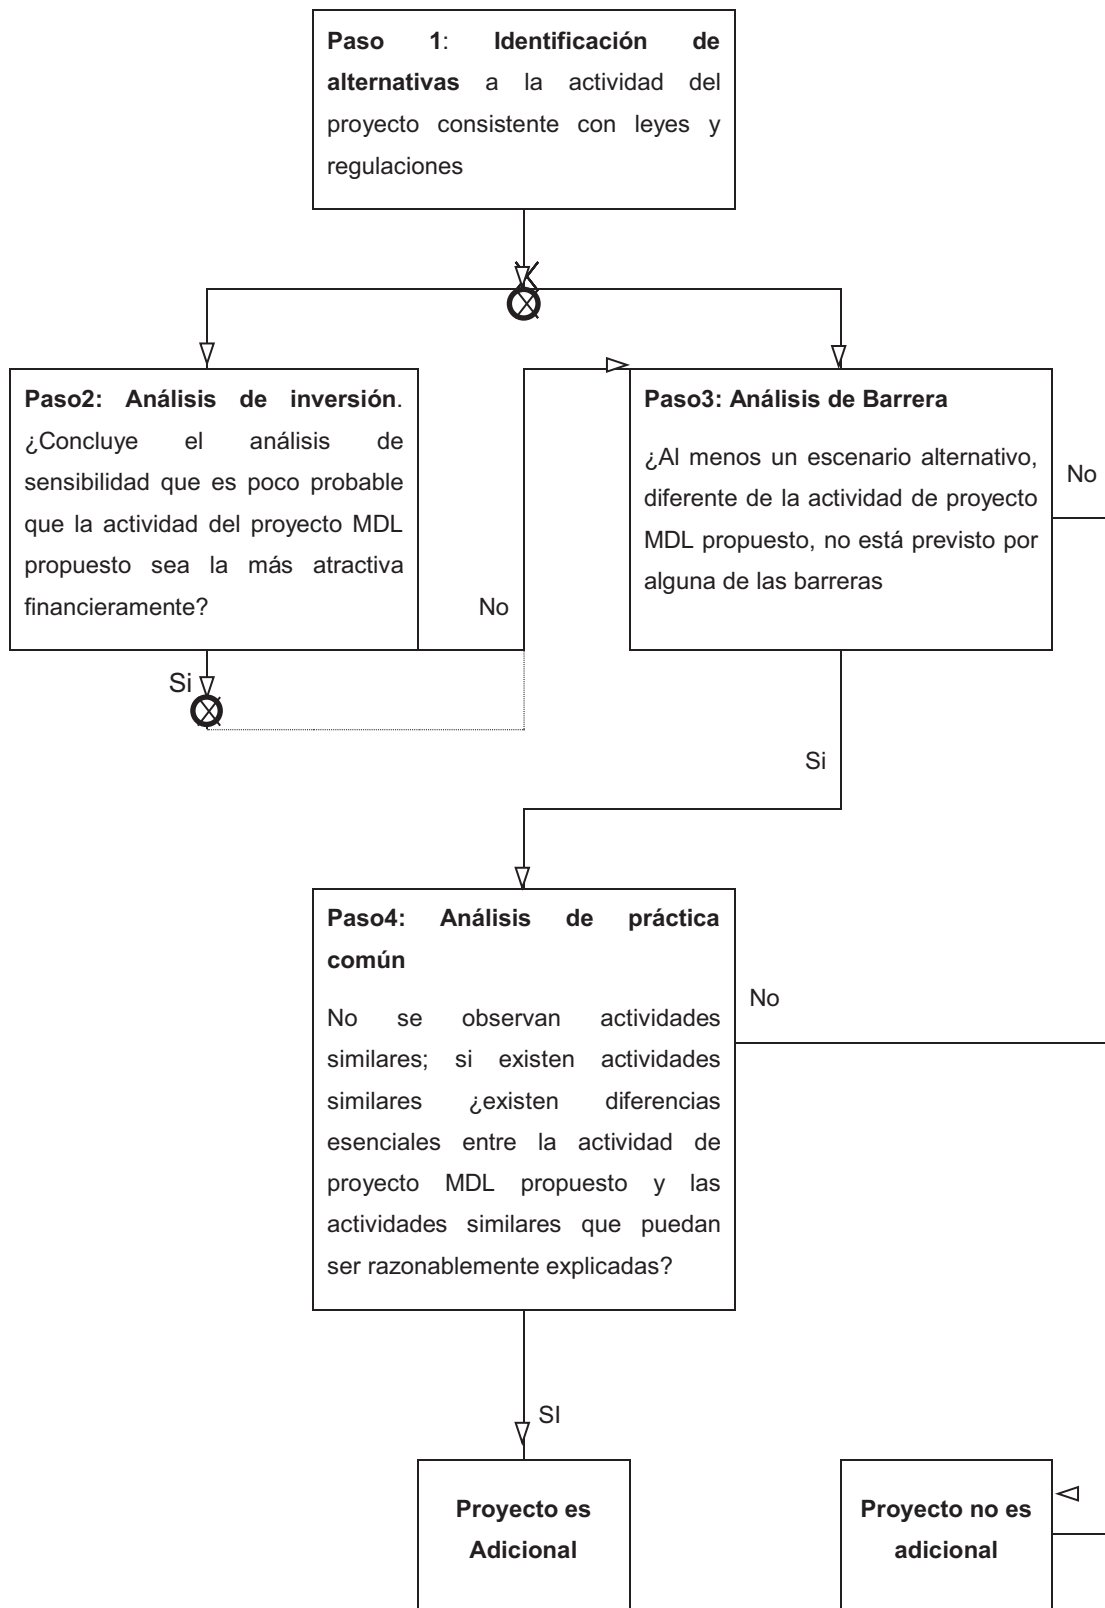 Paso 1: Identificación de
alternativas a la actividad del
proyecto consistente con leyes y
regulaciones
Paso2: Análisis de inversión.
¿Concluye el análisis de
sensibilidad que es poco probable
que la actividad del proyecto MDL
propuesto sea la más atractiva
financieramente?
No
Si
Paso3: Análisis de Barrera
¿Al menos un escenario alternativo,
diferente de la actividad de proyecto
MDL propuesto, no está previsto por
alguna de las barreras
No
Si
Paso4: Análisis de práctica
común
No se observan actividades
similares; si existen actividades
similares ¿existen diferencias
esenciales entre la actividad de
proyecto MDL propuesto y las
actividades similares que puedan
ser razonablemente explicadas?
No
SI
Proyecto es
Adicional
Proyecto no es
adicional